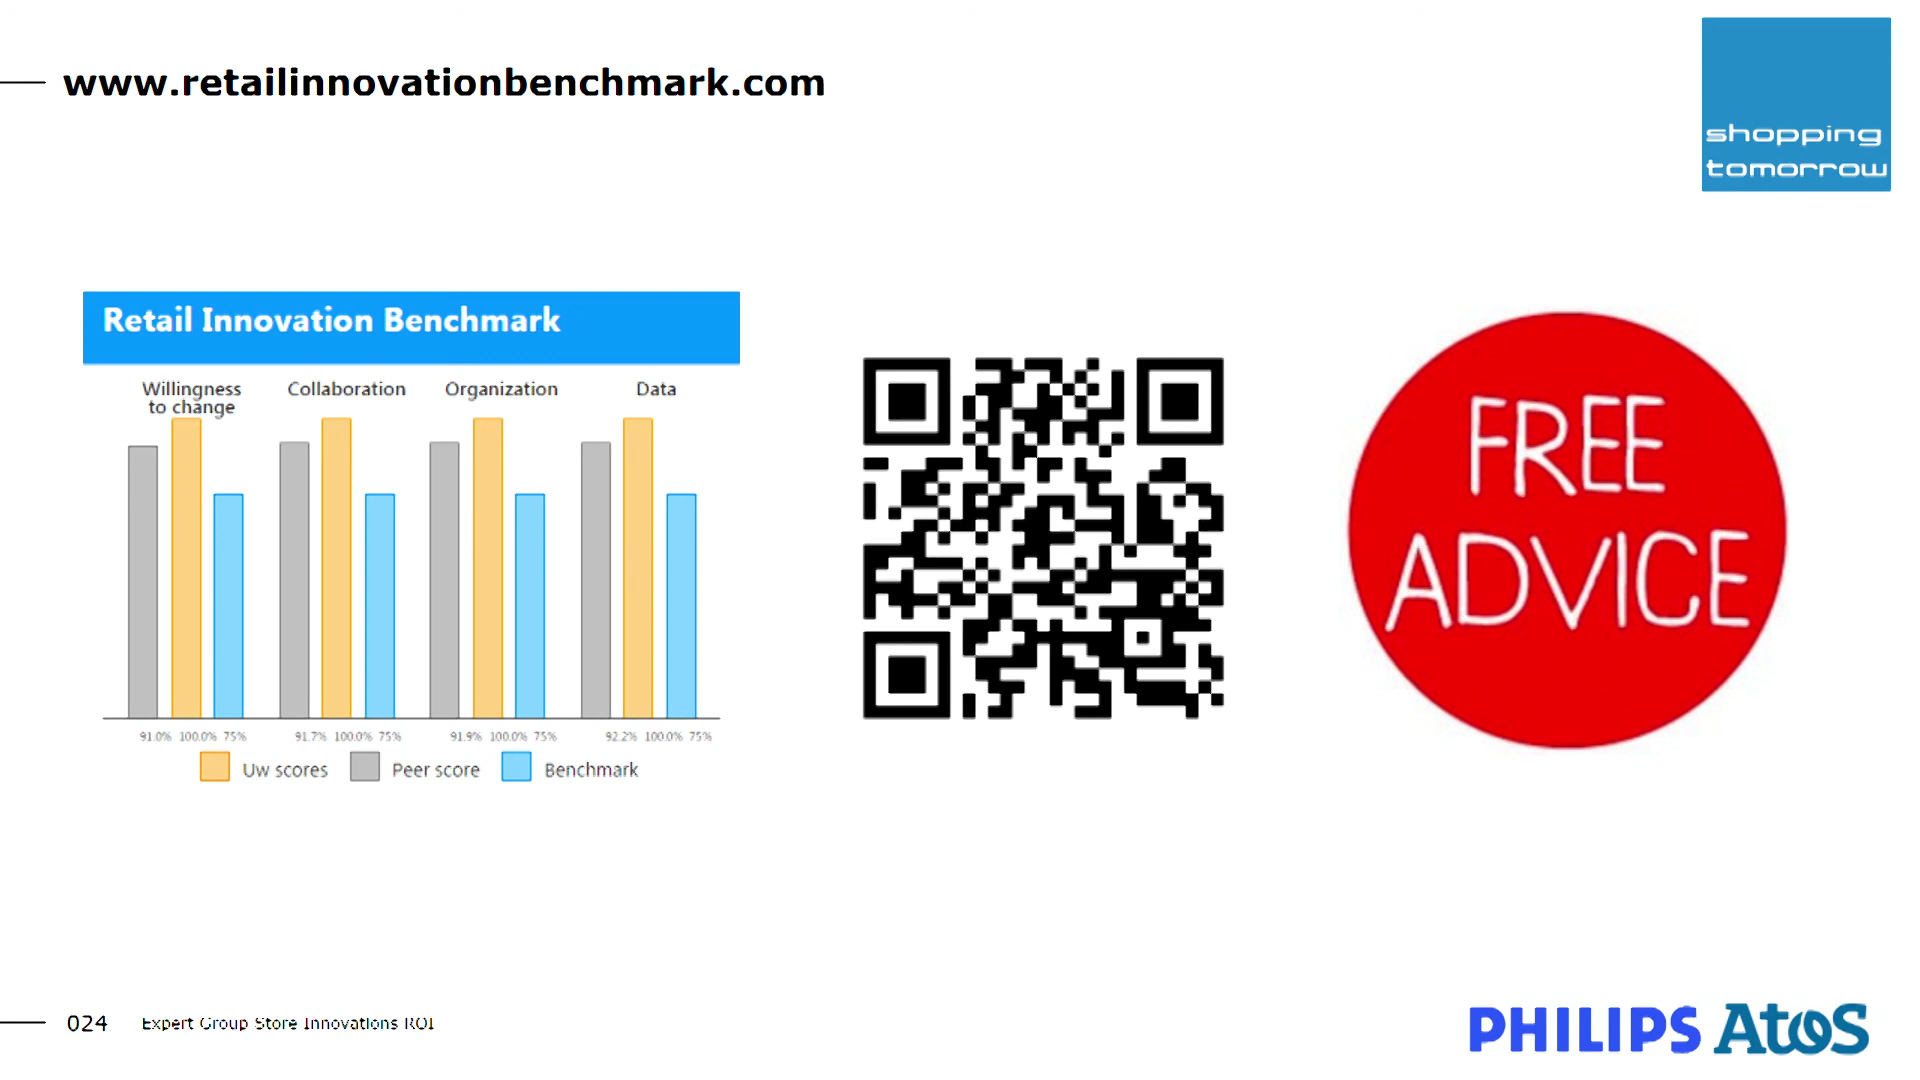 www.retailinnovationbenchmark.com
shopping
tomorrow
Retail Innovation Benchmark
Willingness
to change
Collaboration
Organization
Data
91.0% 100.0% 75%
91.7% 100.0% 75%
91.9% 100.0% 75%
92.2% 100.0% 75%
Uw scores
Peer score
Benchmark
FREE
ADVICE
024
Expert Group Store Innovations ROI
PHILIPS
Atos